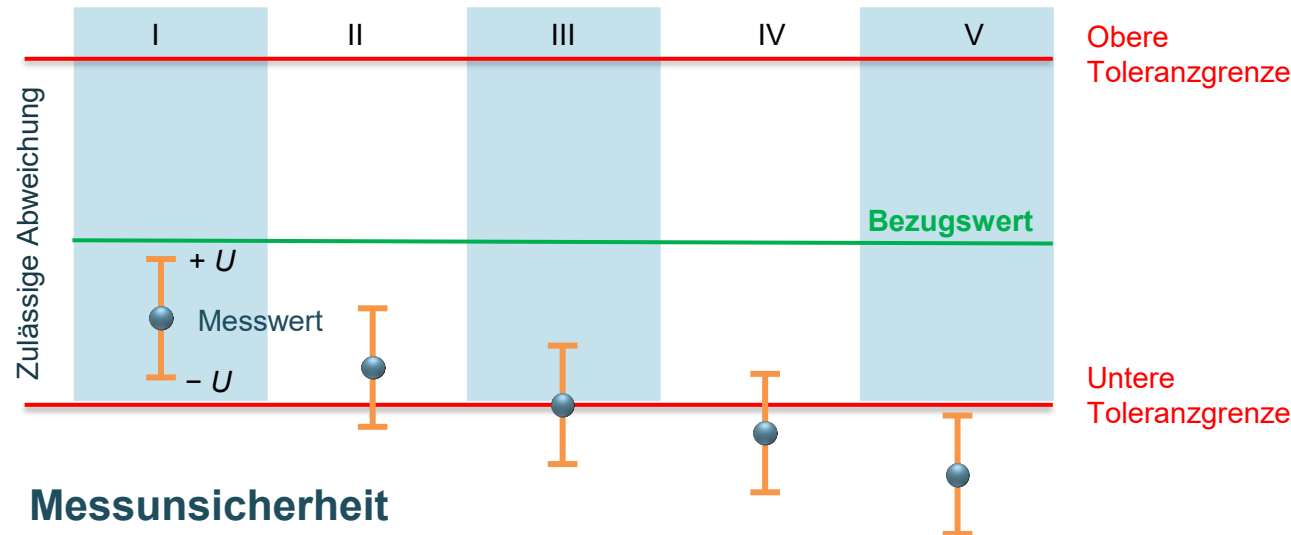 I II III IV V
Obere
Toleranzgrenze
Zulässige Abweichung
Bezugswert
+ U
Messwert
− U
Untere
Toleranzgrenze
Messunsicherheit